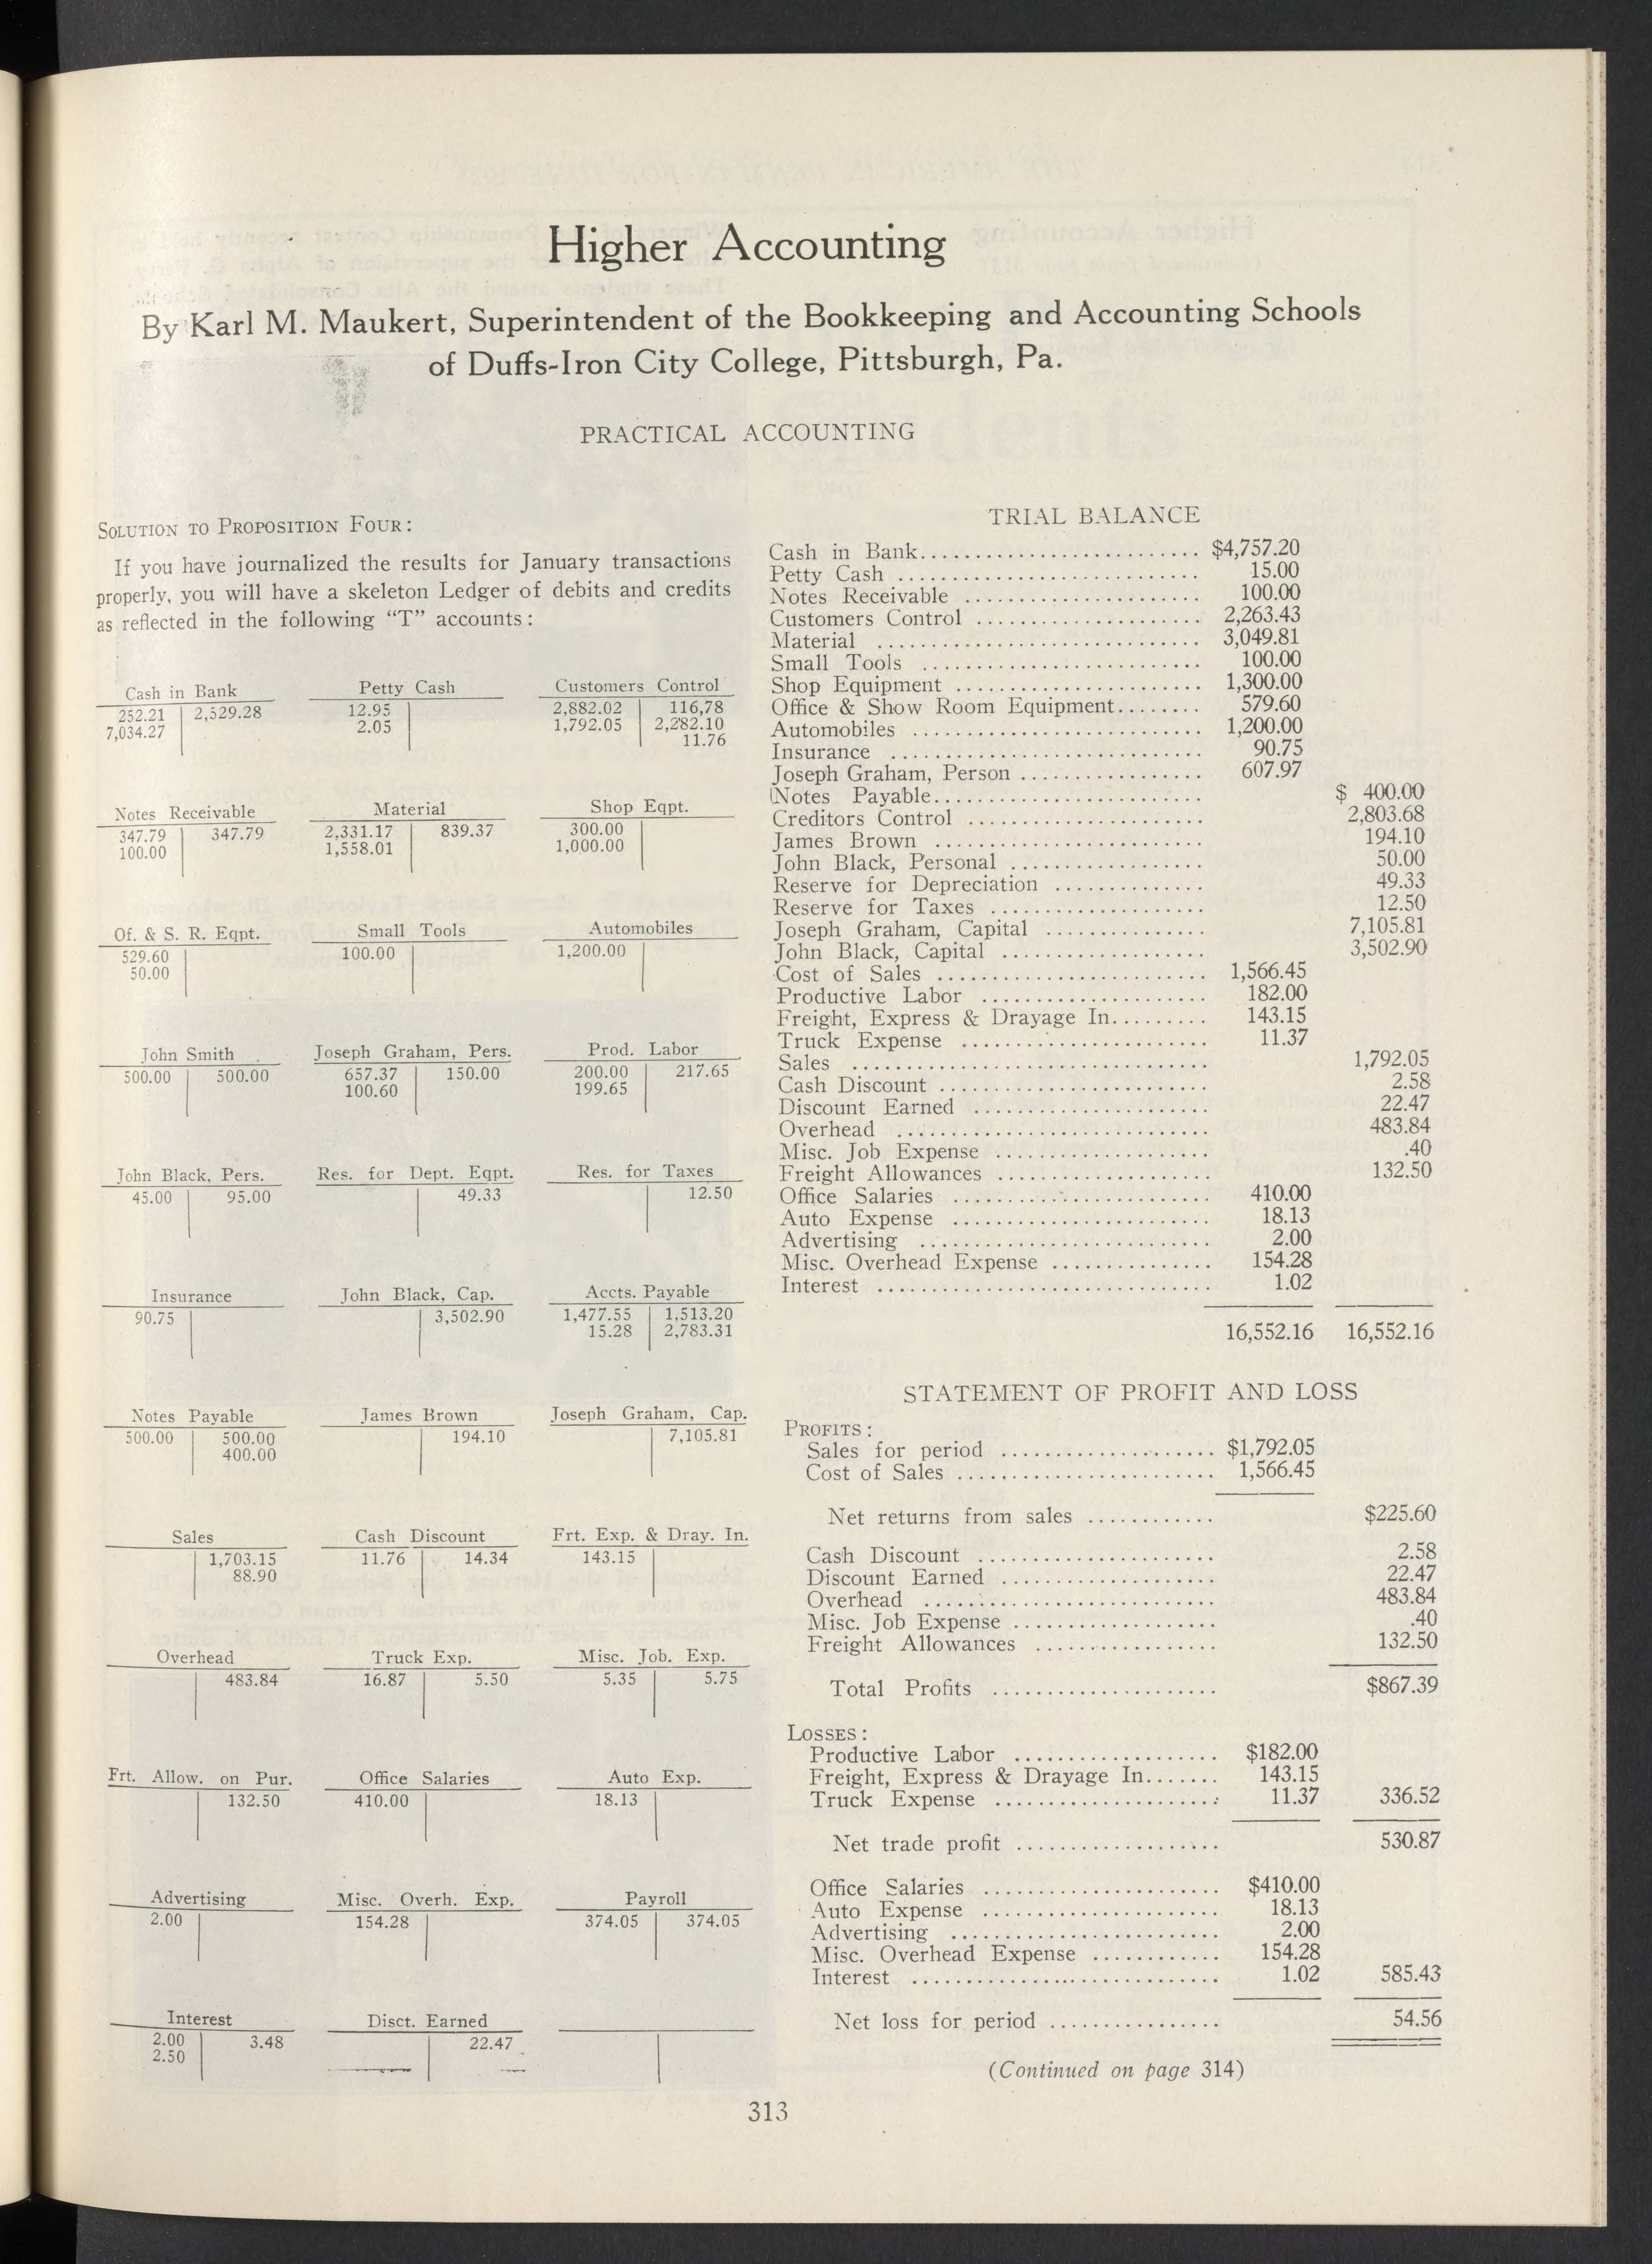 Higher Accounting
By Karl M. Maukert, Superintendent of the Bookkeeping and Accounting Schools
of Duffs-Iron City College, Pittsburgh, Pa.
PRACTICAL ACCOUNTING
SOLUTION TO PROPOSITION FOUR:
If you have journalized the results for January transactions
properly, you will have a skeleton Ledger of debits and credits
as reflected in the following "T" accounts:
Cash in Bank Petty Cash Customers Control
252.21 2,529.28 12.95 2,882.02 116,78
7,034.27 2.05 1,792.05 2,282.10
11.76
Notes Receivable Material Shop Eqpt.
347.79 347.79 2,331.17 839.37 300.00
100.00 1,558.01 1,000.00
Of. & S. R. Eqpt. Small Tools Automobiles
529.60 100.00 1,200.00
50.00
John Smith Joseph Graham, Pers. Prod. Labor
500.00 500.00 657.37 150.00 200.00 217.65
100.60 199.65
John Black, Pers. Res. for Dept. Eqpt. Res. for Taxes
45.00 95.00 49.33 12.50
Insurance John Black, Cap. Accts. Payable
90.75 3,502.90 1,477.55 1,513.20
15.28 2,783.31
Notes Payable James Brown Joseph Graham, Cap.
500.00 500.00 194.10 7,105.81
400.00
Sales Cash Discount Frt. Exp. & Dray. In.
1,703.15 11.76 14.34 143.15
88.90
Overhead Truck Exp. Misc. Job. Exp.
483.84 16.87 5.50 5.35 5.75
Frt. Allow. on Pur. Office Salaries Auto Exp.
132.50 410.00 18.13
Advertising Misc. Overh. Exp. Payroll
2.00 154.28 374.05 374.05
Interest Disct. Earned
2.00 3.48 22.47
2.50
TRIAL BALANCE
Cash in Bank.......................... $4,757.20
Petty Cash ............................ 15.00
Notes Receivable ...................... 100.00
Customers Control ..................... 2,263.43
Material .............................. 3,049.81
Small Tools .......................... 100.00
Shop Equipment ....................... 1,300.00
Office & Show Room Equipment........ 579.60
Automobiles ........................... 1,200.00
Insurance ............................. 90.75
Joseph Graham, Person ................. 607.97
Notes Payable......................... $ 400.00
Creditors Control ...................... 2,803.68
James Brown .......................... 194.10
John Black, Personal .................. 50.00
Reserve for Depreciation .............. 49.33
Reserve for Taxes .................... 12.50
Joseph Graham, Capital ............... 7,105.81
John Black, Capital ................... 3,502.90
Cost of Sales ......................... 1,566.45
Productive Labor ..................... 182.00
Freight, Express & Drayage In......... 143.15
Truck Expense ........................ 11.37
Sales .................................. 1,792.05
Cash Discount .......................... 2.58
Discount Earned ...................... 22.47
Overhead .............................. 483.84
Misc. Job Expense .................... .40
Freight Allowances .................... 132.50
Office Salaries ........................ 410.00
Auto Expense ......................... 18.13
Advertising ........................... 2.00
Misc. Overhead Expense ............... 154.28
Interest ............................... 1.02
16,552.16 16,552.16
STATEMENT OF PROFIT AND LOSS
PROFITS:
Sales for period .................... $1,792.05
Cost of Sales ........................ 1,566.45
Net returns from sales ............ $225.60
Cash Discount ....................... 2.58
Discount Earned ..................... 22.47
Overhead ............................ 483.84
Misc. Job Expense ................... .40
Freight Allowances ................. 132.50
Total Profits ..................... $867.39
LOSSES:
Productive Labor ................... $182.00
Freight, Express & Drayage In....... 143.15
Truck Expense ...................... 11.37 336.52
Net trade profit ................... 530.87
Office Salaries ....................... $410.00
Auto Expense ....................... 18.13
Advertising ......................... 2.00
Misc. Overhead Expense ............ 154.28
Interest ............................. 1.02 585.43
Net loss for period ................ 54.56
(Continued on page 314)
313